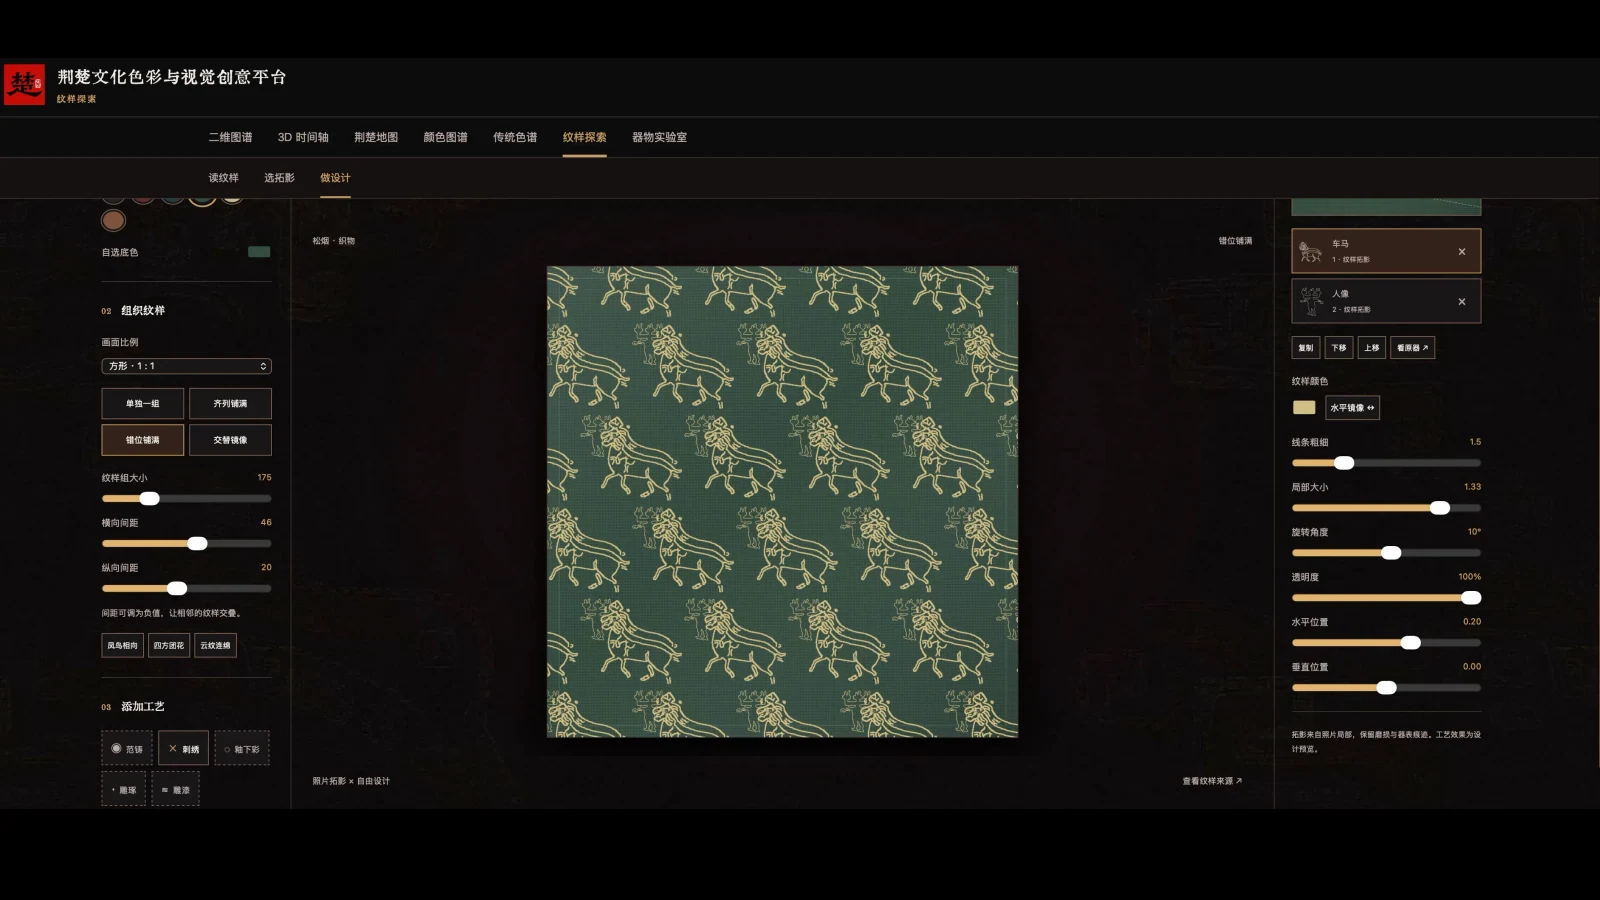 楚
荆楚文化色彩与视觉创意平台
纹样探索
二维图谱 3D 时间轴 荆楚地图 颜色图谱 传统色谱 纹样探索 器物实验室
读纹样 选拓影 做设计
自选底色
02 组织纹样
画面比例
方形 · 1 : 1
单独一组 齐列铺满
错位铺满 交替镜像
纹样组大小 175
横向间距 46
纵向间距 20
间距可调为负值，让相邻的纹样交叠。
凤鸟相向 四方团花 云纹连绵
03 添加工艺
范铸 刺绣 釉下彩
雕琢 雕漆
松烟 · 织物 错位铺满
照片拓影 × 自由设计 查看纹样来源 ↗
车马
1 · 纹样拓影
人像
2 · 纹样拓影
复制 下移 上移 看原器 ↗
纹样颜色
水平镜像 ↔
线条粗细 1.5
局部大小 1.33
旋转角度 10°
透明度 100%
水平位置 0.20
垂直位置 0.00
拓影来自照片局部，保留磨损与器表痕迹。工艺效果为设
计预览。